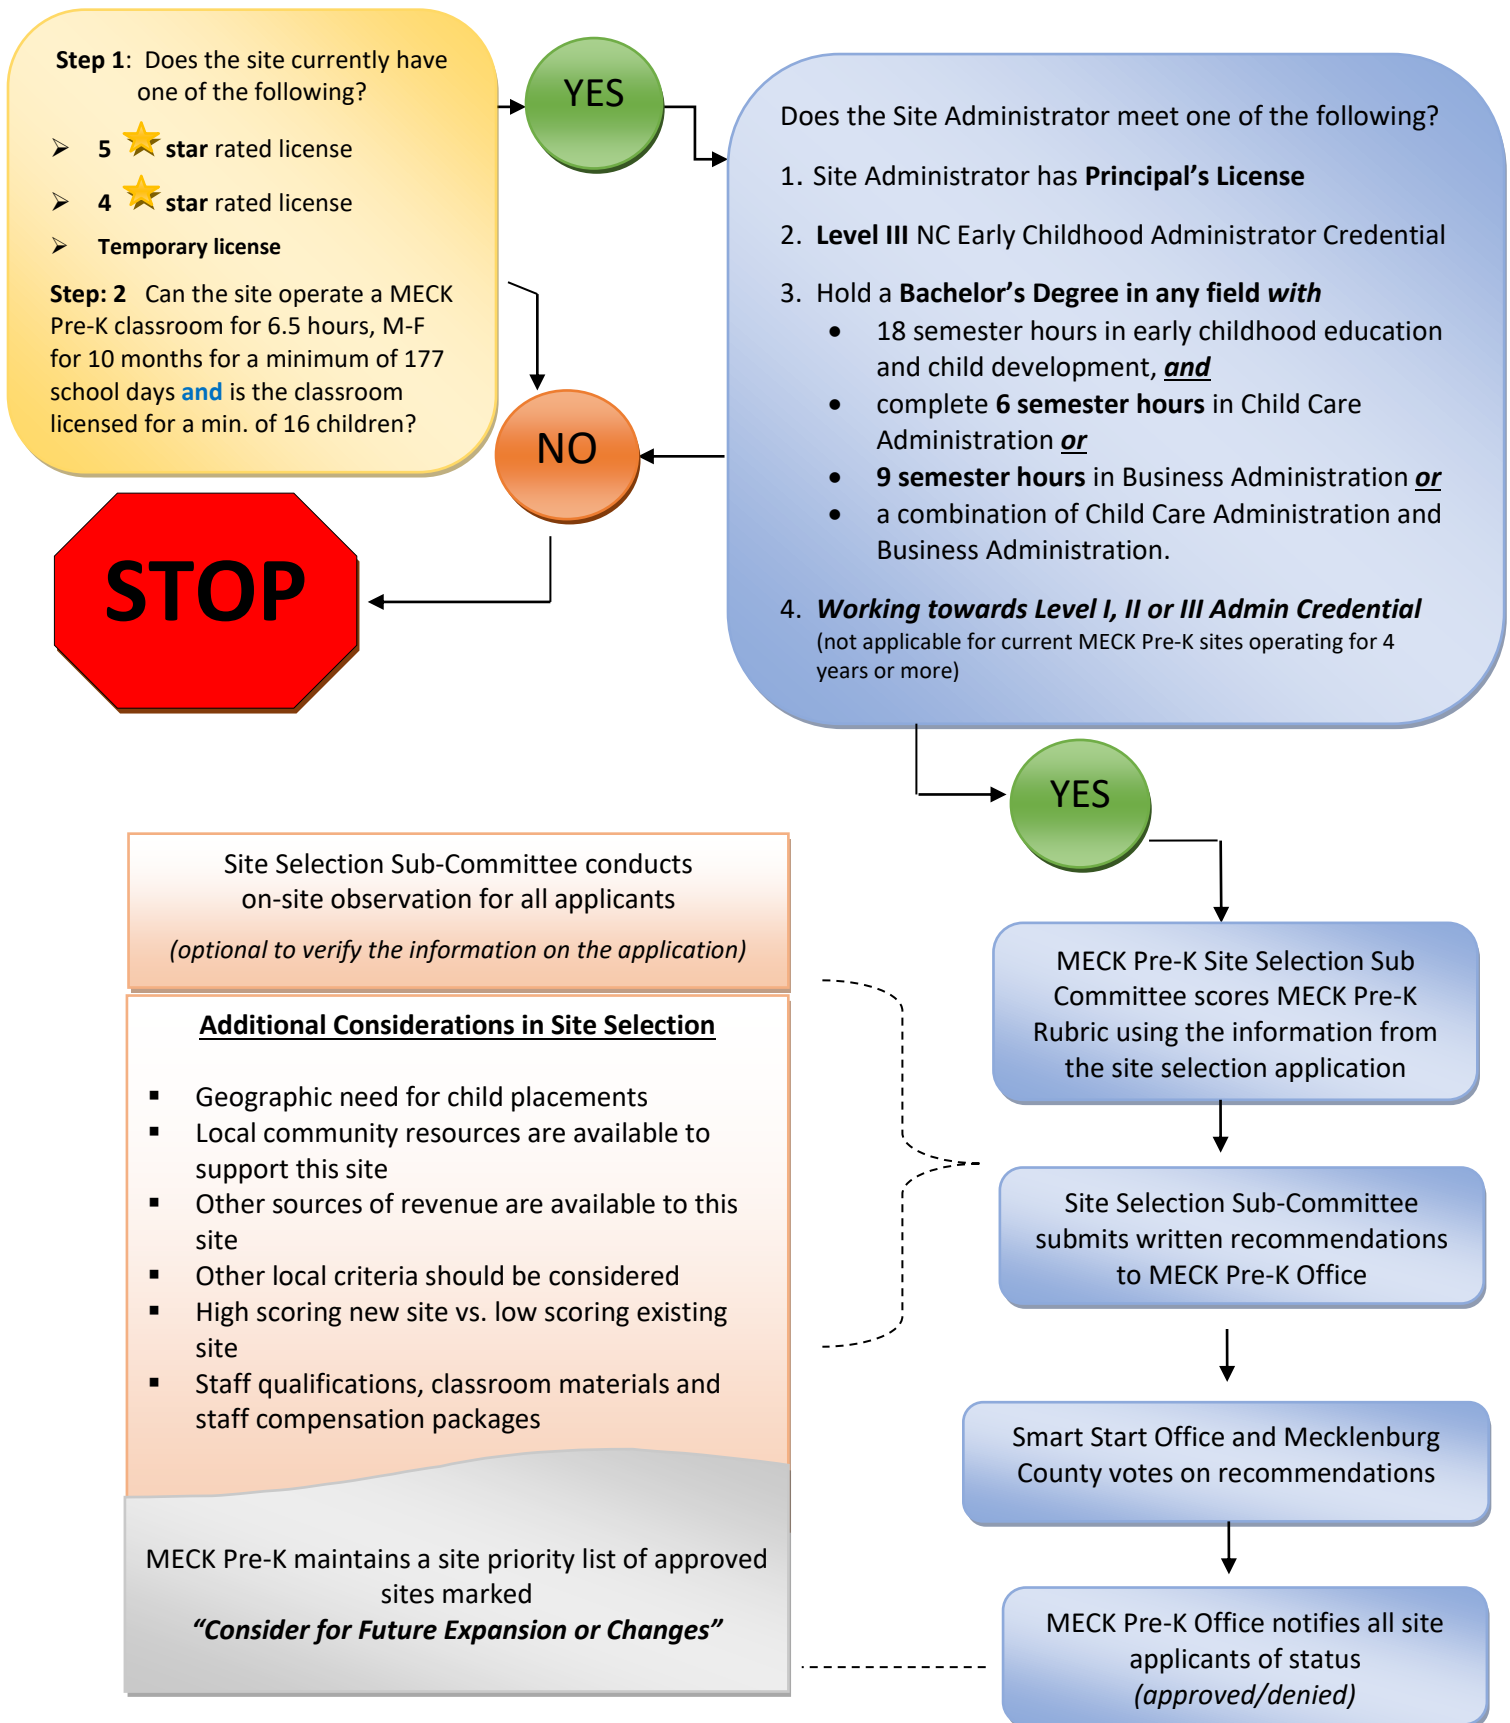 Step 1: Does the site currently have
one of the following?
➢ 5 star rated license
➢ 4 star rated license
➢ Temporary license
Step: 2 Can the site operate a MECK
Pre-K classroom for 6.5 hours, M-F
for 10 months for a minimum of 177
school days and is the classroom
licensed for a min. of 16 children?
YES
NO
STOP
Does the Site Administrator meet one of the following?
1. Site Administrator has Principal’s License
2. Level III NC Early Childhood Administrator Credential
3. Hold a Bachelor’s Degree in any field with
• 18 semester hours in early childhood education
and child development, and
• complete 6 semester hours in Child Care
Administration or
• 9 semester hours in Business Administration or
• a combination of Child Care Administration and
Business Administration.
4. Working towards Level I, II or III Admin Credential
(not applicable for current MECK Pre-K sites operating for 4
years or more)
YES
MECK Pre-K Site Selection Sub
Committee scores MECK Pre-K
Rubric using the information from
the site selection application
Site Selection Sub-Committee
submits written recommendations
to MECK Pre-K Office
Smart Start Office and Mecklenburg
County votes on recommendations
MECK Pre-K Office notifies all site
applicants of status
(approved/denied)
Site Selection Sub-Committee conducts
on-site observation for all applicants
(optional to verify the information on the application)
Additional Considerations in Site Selection
▪ Geographic need for child placements
▪ Local community resources are available to
support this site
▪ Other sources of revenue are available to this
site
▪ Other local criteria should be considered
▪ High scoring new site vs. low scoring existing
site
▪ Staff qualifications, classroom materials and
staff compensation packages
MECK Pre-K maintains a site priority list of approved
sites marked
“Consider for Future Expansion or Changes”